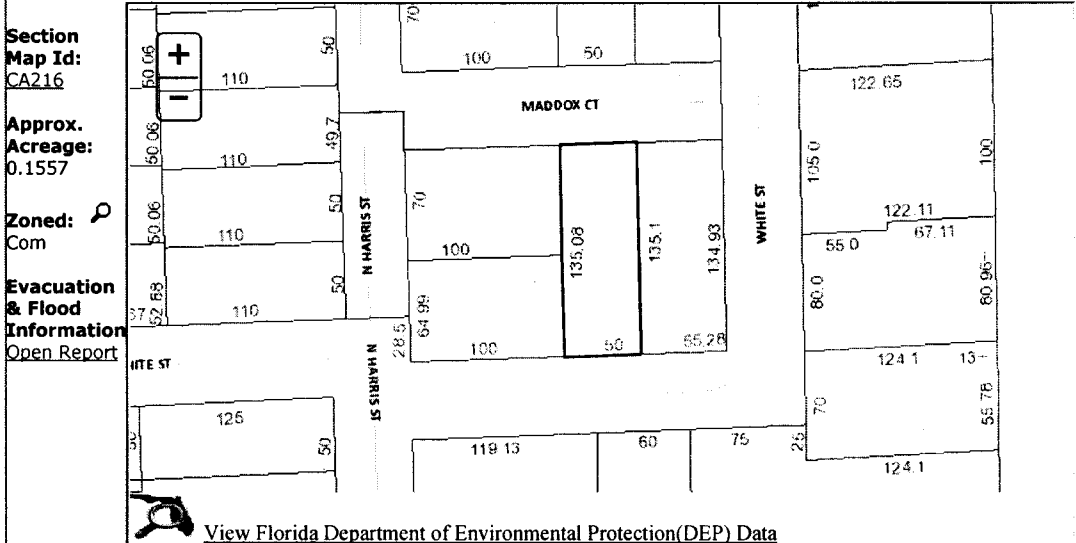 Section
Map Id:
CA216
Approx.
Acreage:
0.1557
Zoned:
Com
Evacuation
& Flood
Information
Open Report
+
−
50.06
110
50
50.06
110
49.7
50.06
110
50
52.88
110
50
70
100
50
MADDOX CT
N HARRIS ST
70
100
135.08
135.1
134.93
WHITE ST
28.5
64.99
100
50
55.28
N HARRIS ST
125
50
119.13
60
75
25
122.65
105.0
100
122.11
55.0
67.11
80.0
124.1
13
70
55.78
124.1
View Florida Department of Environmental Protection(DEP) Data